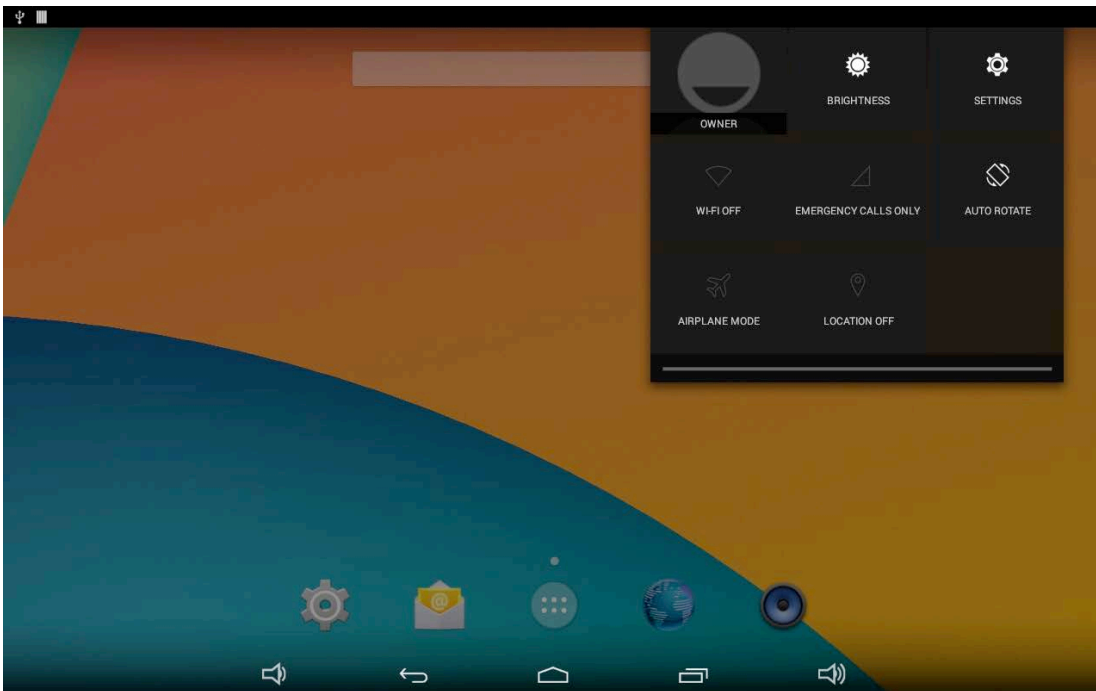 OWNER
BRIGHTNESS
SETTINGS
WI-FI OFF
EMERGENCY CALLS ONLY
AUTO ROTATE
AIRPLANE MODE
LOCATION OFF
@